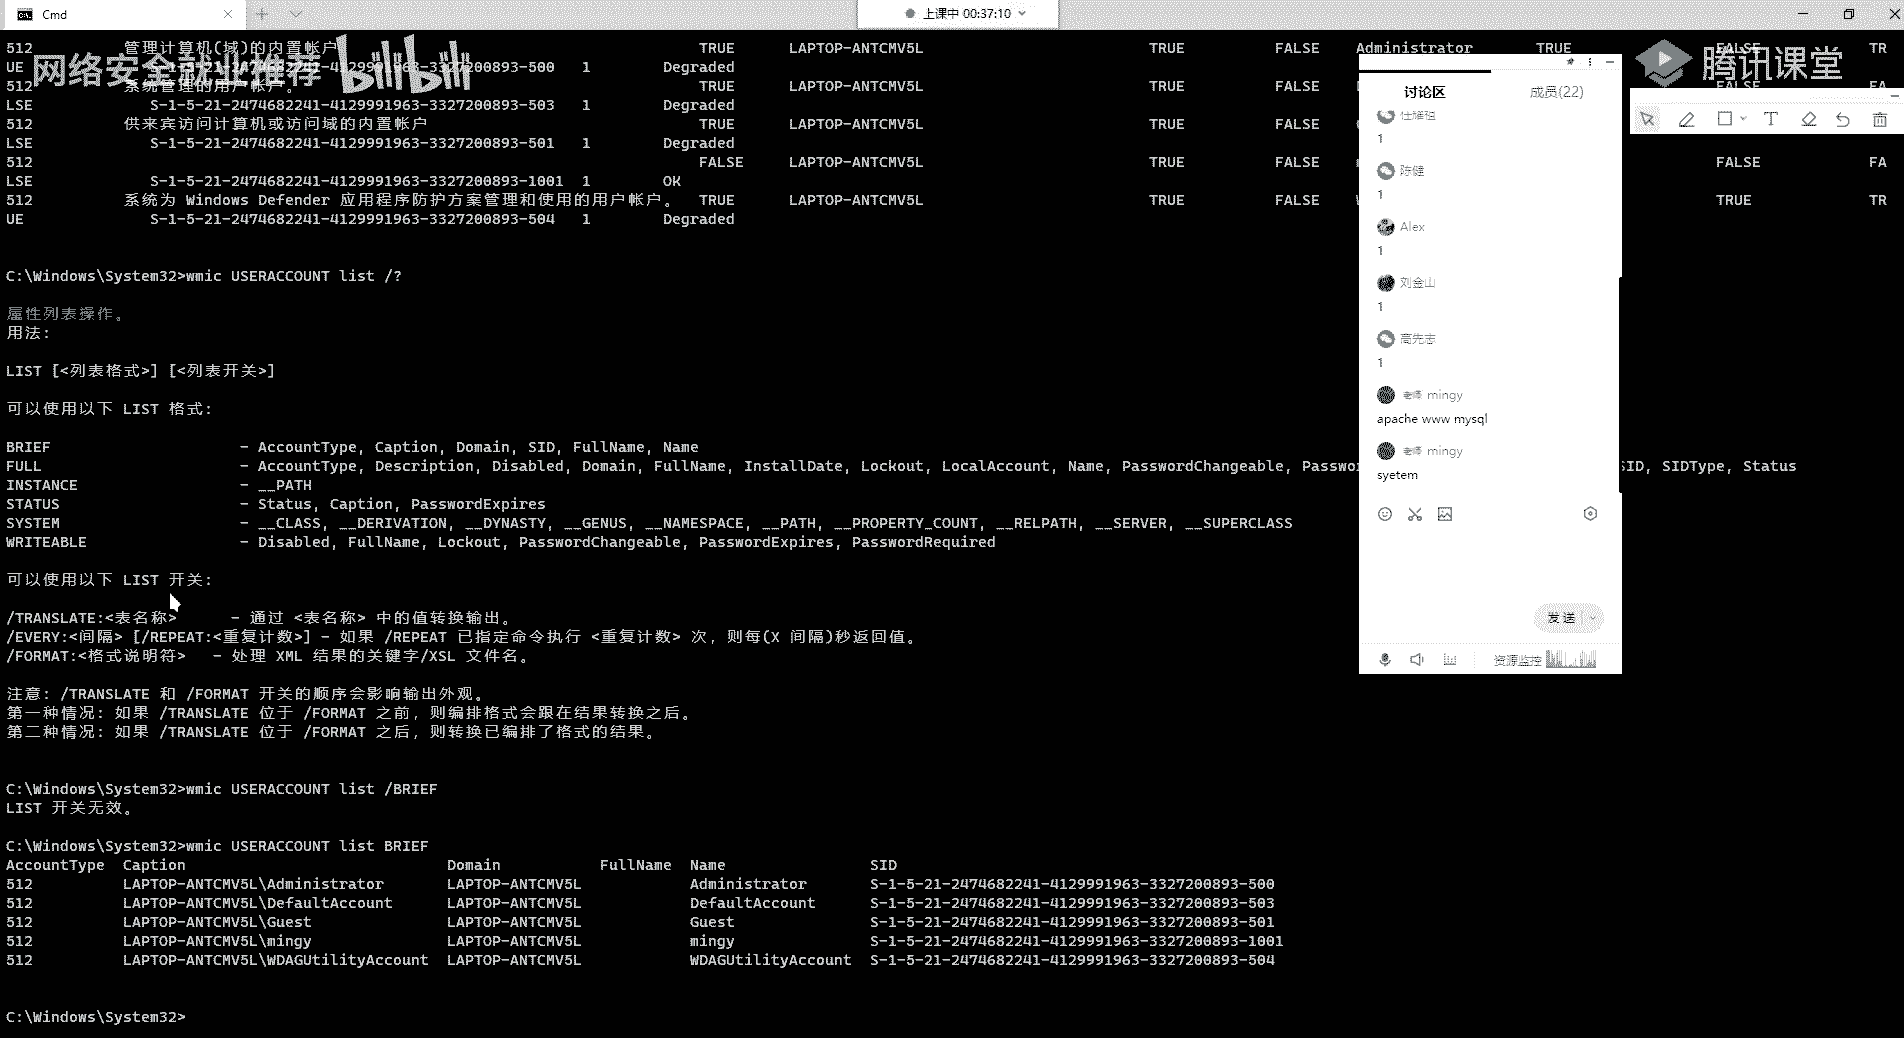 Cmd
上课中 00:37:10
512 管理计算机(域)的内置帐户 TRUE LAPTOP-ANTCMV5L TRUE FALSE Administrator TRUE FALSE TR
UE S-1-5-21-2474682241-4129991963-3327200893-500 1 Degraded
512 系统管理的用户帐户。 TRUE LAPTOP-ANTCMV5L TRUE FALSE FALSE FA
LSE S-1-5-21-2474682241-4129991963-3327200893-503 1 Degraded
512 供来宾访问计算机或访问域的内置帐户 TRUE LAPTOP-ANTCMV5L TRUE FALSE
LSE S-1-5-21-2474682241-4129991963-3327200893-501 1 Degraded
512 FALSE LAPTOP-ANTCMV5L TRUE FALSE FALSE FA
LSE S-1-5-21-2474682241-4129991963-3327200893-1001 1 OK
512 系统为 Windows Defender 应用程序防护方案管理和使用的用户帐户。 TRUE LAPTOP-ANTCMV5L TRUE FALSE TRUE TR
UE S-1-5-21-2474682241-4129991963-3327200893-504 1 Degraded
网络安全就业推荐 bilibili
腾讯课堂
C:\Windows\System32>wmic USERACCOUNT list /?
属性列表操作。
用法:
LIST [<列表格式>] [<列表开关>]
可以使用以下 LIST 格式:
BRIEF - AccountType, Caption, Domain, SID, FullName, Name
FULL - AccountType, Description, Disabled, Domain, FullName, InstallDate, Lockout, LocalAccount, Name, PasswordChangeable, SID, SIDType, Status
INSTANCE - __PATH
STATUS - Status, Caption, PasswordExpires
SYSTEM - __CLASS, __DERIVATION, __DYNASTY, __GENUS, __NAMESPACE, __PATH, __PROPERTY_COUNT, __RELPATH, __SERVER, __SUPERCLASS
WRITEABLE - Disabled, FullName, Lockout, PasswordChangeable, PasswordExpires, PasswordRequired
可以使用以下 LIST 开关:
/TRANSLATE:<表名称> - 通过 <表名称> 中的值转换输出。
/EVERY:<间隔> [/REPEAT:<重复计数>] - 如果 /REPEAT 已指定命令执行 <重复计数> 次，则每(X 间隔)秒返回值。
/FORMAT:<格式说明符> - 处理 XML 结果的关键字/XSL 文件名。
注意: /TRANSLATE 和 /FORMAT 开关的顺序会影响输出外观。
第一种情况: 如果 /TRANSLATE 位于 /FORMAT 之前，则编排格式会跟在结果转换之后。
第二种情况: 如果 /TRANSLATE 位于 /FORMAT 之后，则转换已编排了格式的结果。
C:\Windows\System32>wmic USERACCOUNT list /BRIEF
LIST 开关无效。
C:\Windows\System32>wmic USERACCOUNT list BRIEF
AccountType Caption Domain FullName Name SID
512 LAPTOP-ANTCMV5L\Administrator LAPTOP-ANTCMV5L Administrator S-1-5-21-2474682241-4129991963-3327200893-500
512 LAPTOP-ANTCMV5L\DefaultAccount LAPTOP-ANTCMV5L DefaultAccount S-1-5-21-2474682241-4129991963-3327200893-503
512 LAPTOP-ANTCMV5L\Guest LAPTOP-ANTCMV5L Guest S-1-5-21-2474682241-4129991963-3327200893-501
512 LAPTOP-ANTCMV5L\mingy LAPTOP-ANTCMV5L mingy S-1-5-21-2474682241-4129991963-3327200893-1001
512 LAPTOP-ANTCMV5L\WDAGUtilityAccount LAPTOP-ANTCMV5L WDAGUtilityAccount S-1-5-21-2474682241-4129991963-3327200893-504
C:\Windows\System32>
讨论区 成员(22)
1
陈健
1
Alex
1
刘金山
1
高先志
1
老师 mingy
apache www mysql
老师 mingy
syetem
发送
资源监控